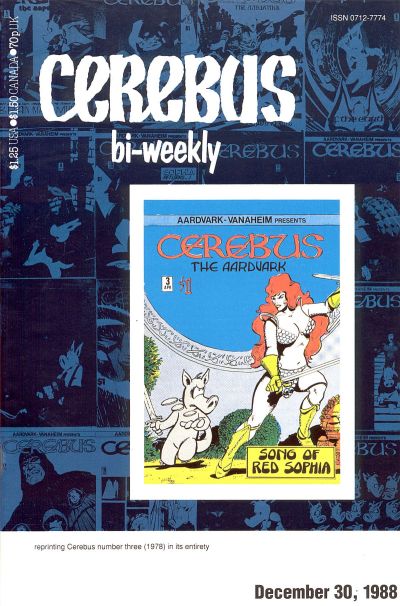 ISSN 0712-7774
$1.25 USA ● $1.50 CANADA ● 70p U.K.
CEREBUS
bi-weekly
AARDVARK-VANAHEIM PRESENTS
CEREBUS
THE AARDVARK
3
APR
$1
SONG OF
RED SOPHIA
reprinting Cerebus number three (1978) in its entirety
December 30, 1988